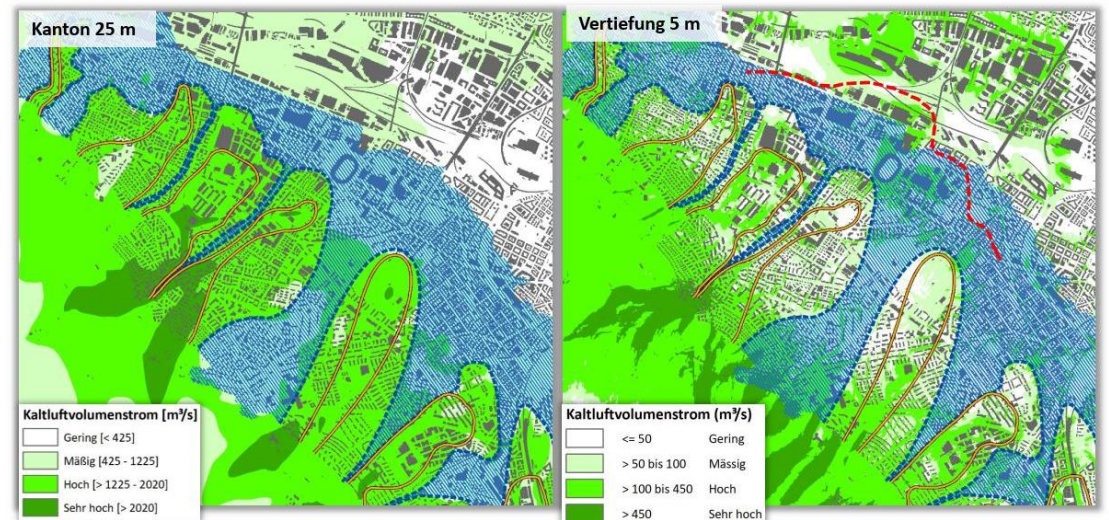 Kanton 25 m
Kaltluftvolumenstrom [m³/s]
Gering [< 425]
Mäßig [425 - 1225]
Hoch [> 1225 - 2020]
Sehr hoch [> 2020]
Vertiefung 5 m
Kaltluftvolumenstrom (m³/s)
<= 50 Gering
> 50 bis 100 Mässig
> 100 bis 450 Hoch
> 450 Sehr hoch